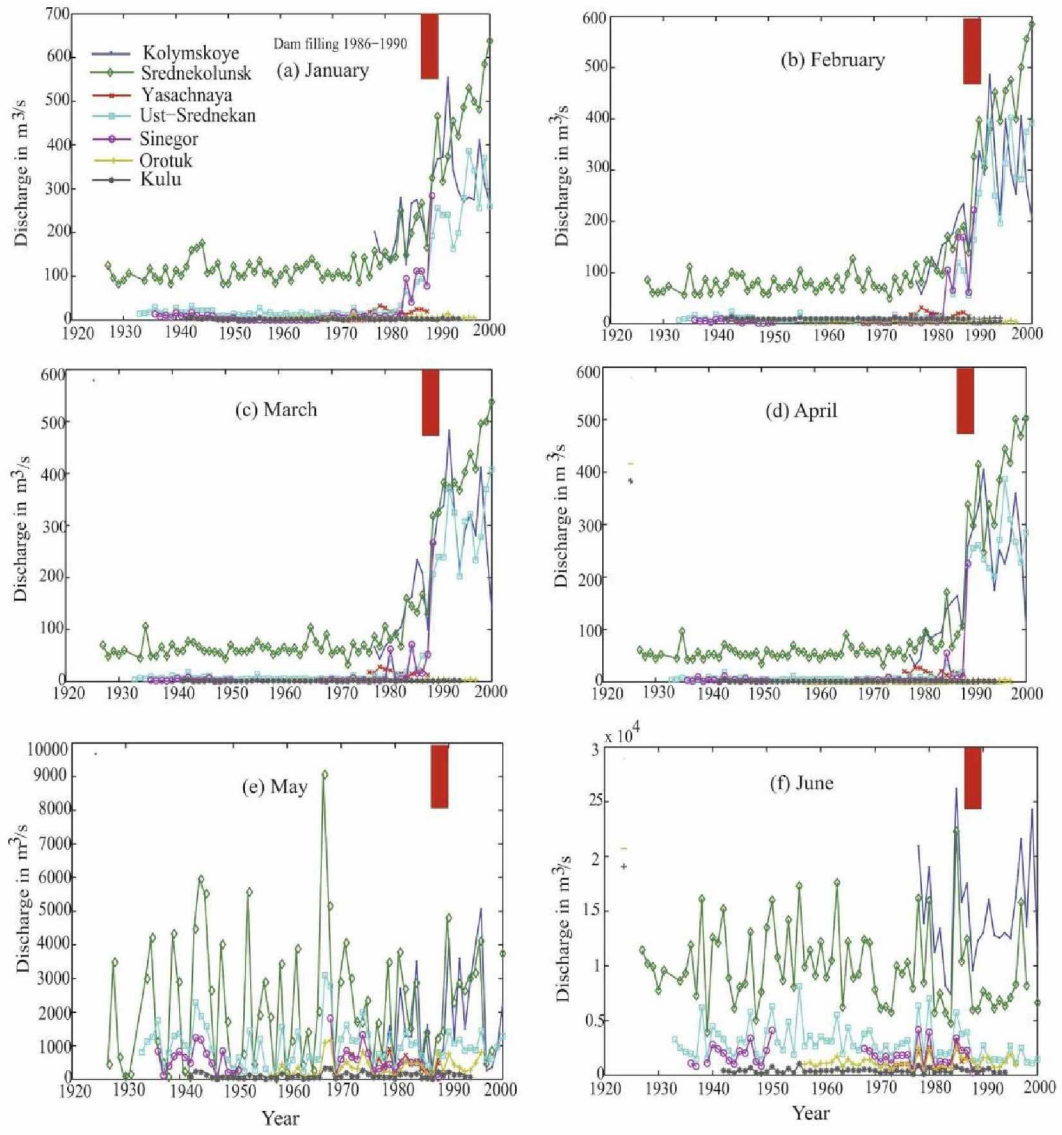 700
600
500
400
300
200
100
0
1920 1930 1940 1950 1960 1970 1980 1990 2000
Discharge in m³/s
Dam filling 1986–1990
(a) January
Kolymskoye
Srednekolunsk
Yasachnaya
Ust–Srednekan
Sinegor
Orotuk
Kulu
600
500
400
300
200
100
0
1920 1930 1940 1950 1960 1970 1980 1990 2000
Discharge in m³/s
(b) February
600
500
400
300
200
100
0
1920 1930 1940 1950 1960 1970 1980 1990 2000
Discharge in m³/s
(c) March
600
500
400
300
200
100
0
1920 1930 1940 1950 1960 1970 1980 1990 2000
Discharge in m³/s
(d) April
10000
9000
8000
7000
6000
5000
4000
3000
2000
1000
0
1920 1930 1940 1950 1960 1970 1980 1990 2000
Discharge in m³/s
(e) May
Year
x 10⁴
3
25
2
15
1
0.5
0
1920 1930 1940 1950 1960 1970 1980 1990 2000
Discharge in m³/s
(f) June
Year